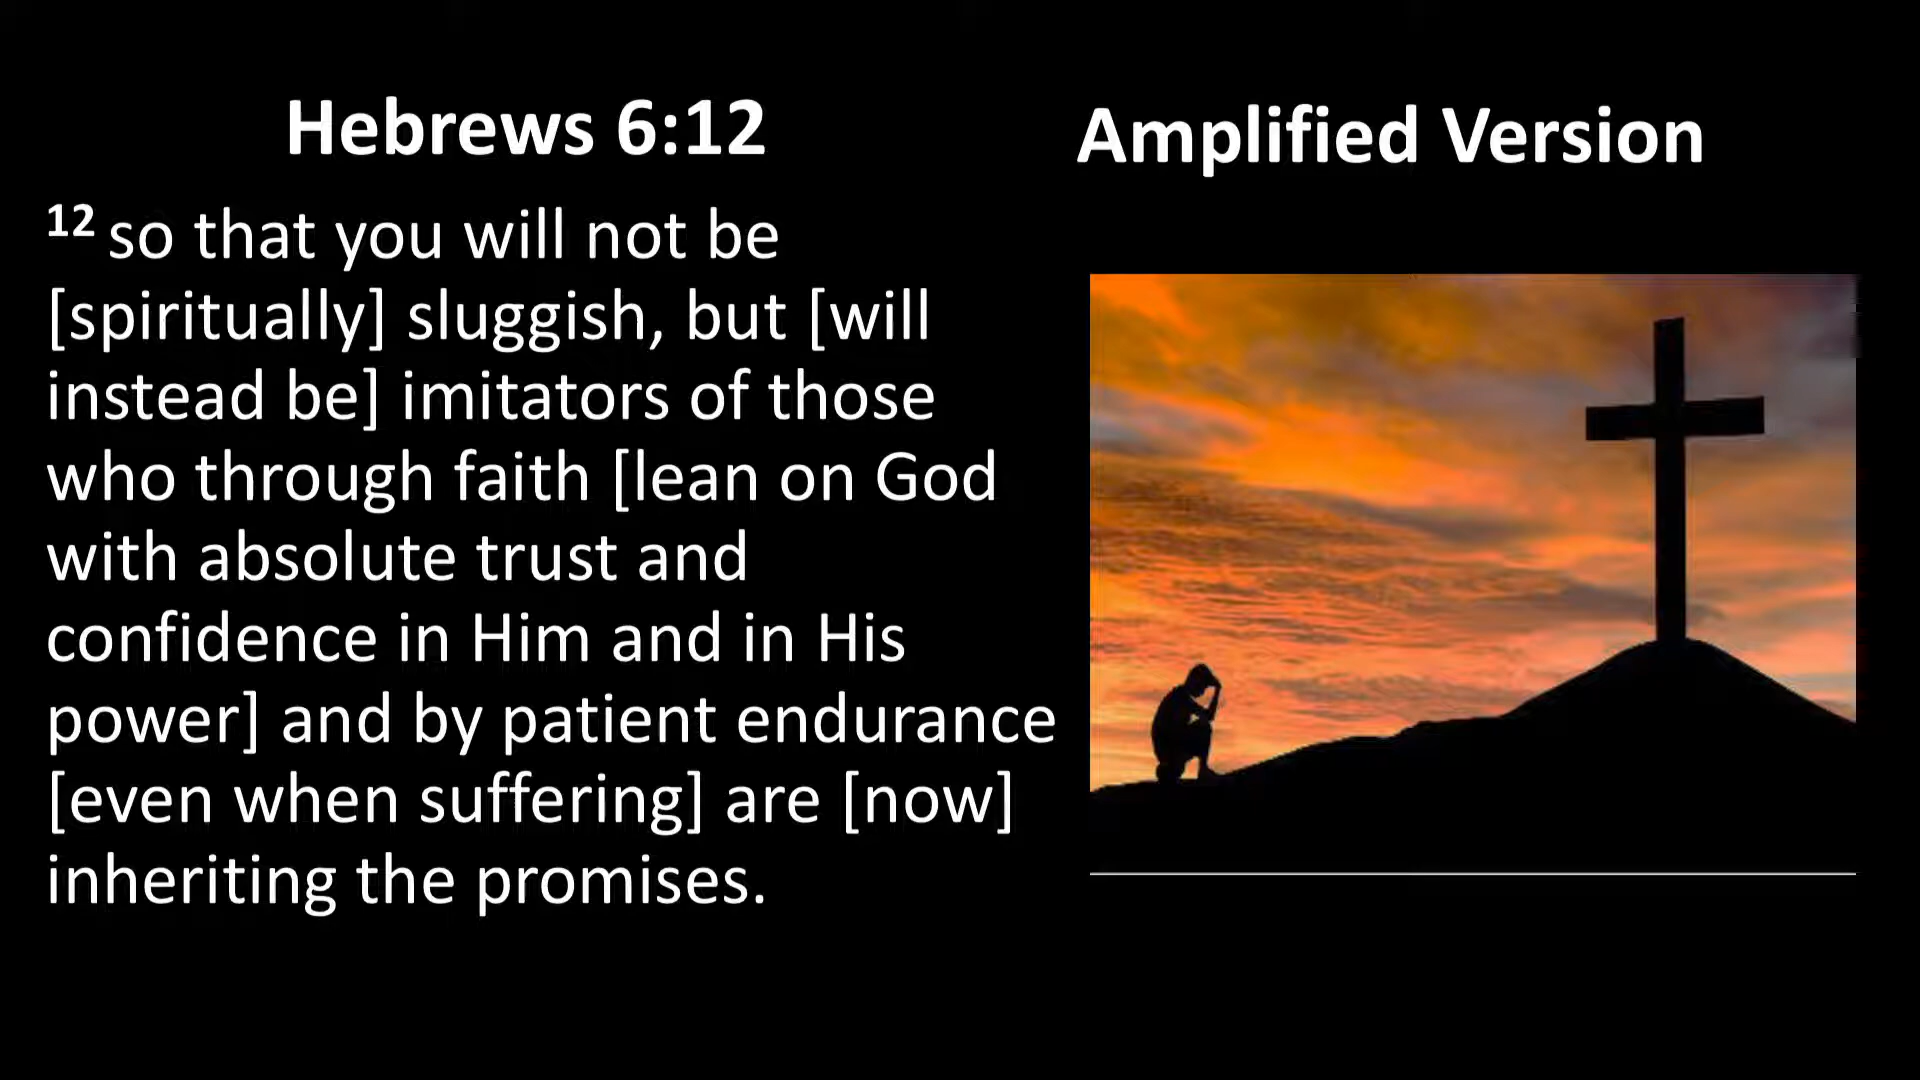 Hebrews 6:12
Amplified Version
12 so that you will not be
[spiritually] sluggish, but [will
instead be] imitators of those
who through faith [lean on God
with absolute trust and
confidence in Him and in His
power] and by patient endurance
[even when suffering] are [now]
inheriting the promises.